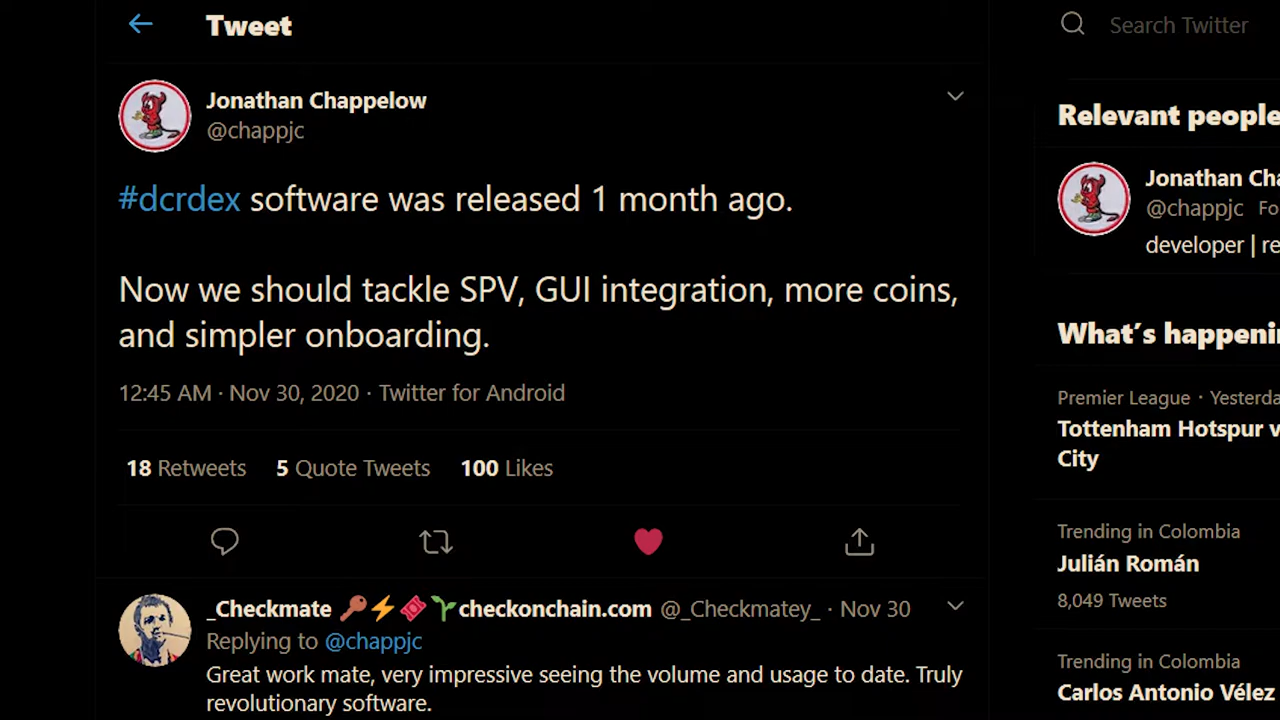 Tweet
Search Twitter
Jonathan Chappelow
@chappjc
#dcrdex software was released 1 month ago.
Now we should tackle SPV, GUI integration, more coins,
and simpler onboarding.
12:45 AM · Nov 30, 2020 · Twitter for Android
18 Retweets 5 Quote Tweets 100 Likes
_Checkmate 🔑⚡🎟️🌱checkonchain.com @_Checkmatey_ · Nov 30
Replying to @chappjc
Great work mate, very impressive seeing the volume and usage to date. Truly
revolutionary software.
Relevant people
Jonathan Cha
@chappjc Fo
developer | re
What's happenin
Premier League · Yesterda
Tottenham Hotspur v
City
Trending in Colombia
Julián Román
8,049 Tweets
Trending in Colombia
Carlos Antonio Vélez